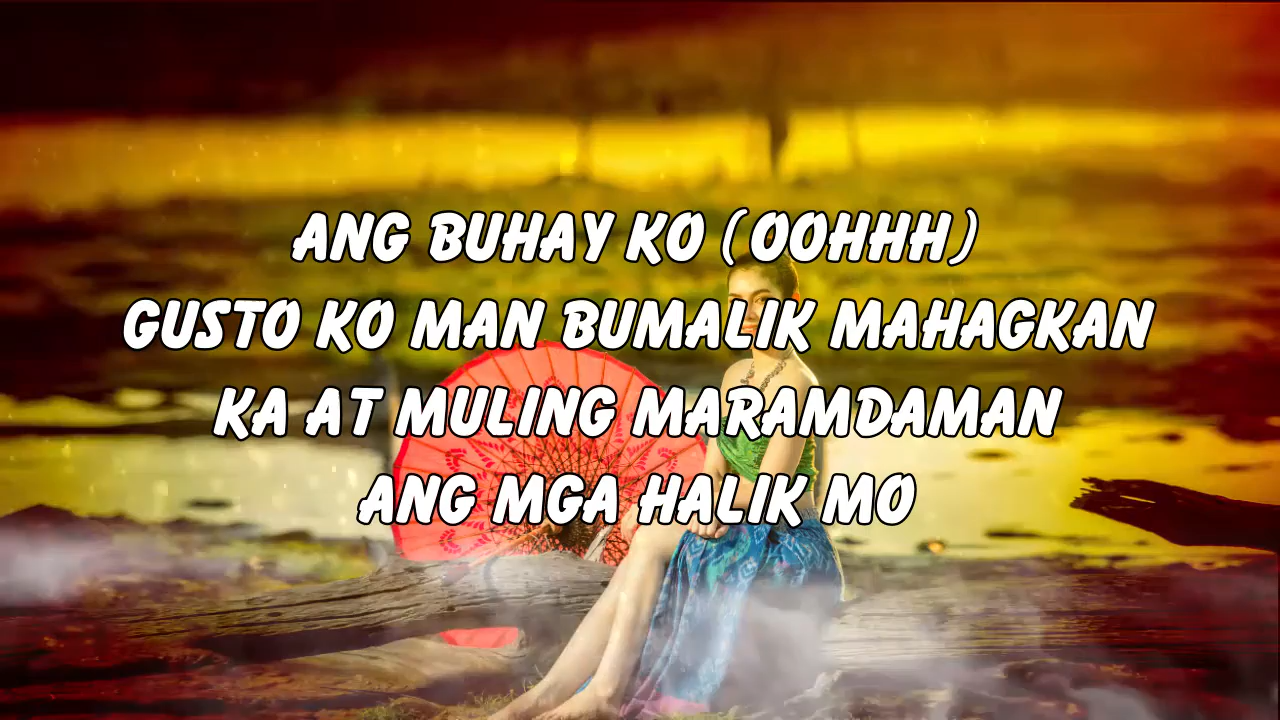 ANG BUHAY KO (OOHHH)
GUSTO KO MAN BUMALIK MAHAGKAN
KA AT MULING MARAMDAMAN
ANG MGA HALIK MO